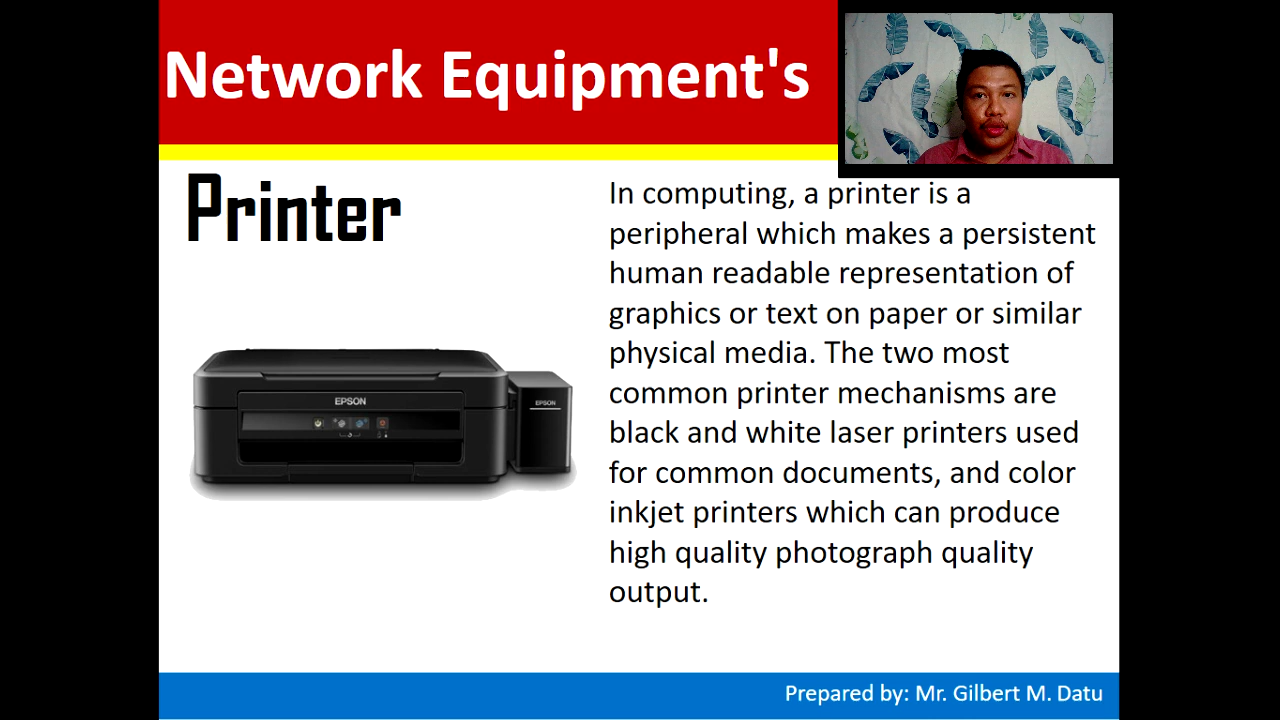 Network Equipment's
Printer
In computing, a printer is a
peripheral which makes a persistent
human readable representation of
graphics or text on paper or similar
physical media. The two most
common printer mechanisms are
black and white laser printers used
for common documents, and color
inkjet printers which can produce
high quality photograph quality
output.
EPSON
EPSON
Prepared by: Mr. Gilbert M. Datu